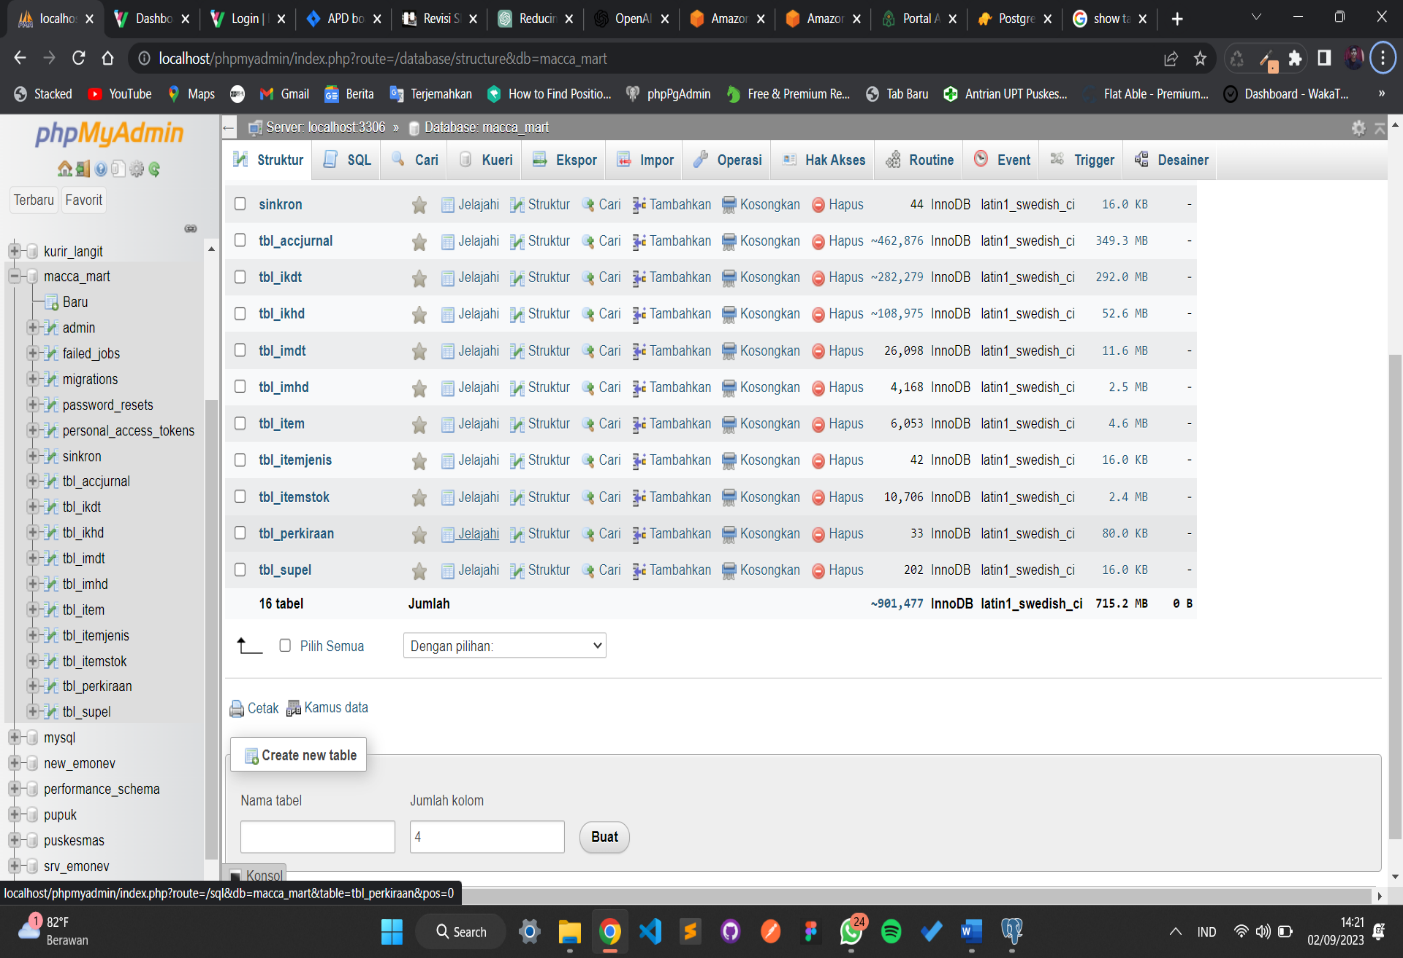 localhos
Dashbo
Login |
APD bo
Revisi S
Reducin
OpenAI
Amazon
Amazon
Portal A
Postgre
show ta
localhost/phpmyadmin/index.php?route=/database/structure&db=macca_mart
Stacked YouTube Maps Gmail Berita Terjemahkan How to Find Positio... phpPgAdmin Free & Premium Re... Tab Baru Antrian UPT Puskes... Flat Able - Premium... Dashboard - WakaT... »
phpMyAdmin
Terbaru Favorit
kurir_langit
macca_mart
Baru
admin
failed_jobs
migrations
password_resets
personal_access_tokens
sinkron
tbl_accjurnal
tbl_ikdt
tbl_ikhd
tbl_imdt
tbl_imhd
tbl_item
tbl_itemjenis
tbl_itemstok
tbl_perkiraan
tbl_supel
mysql
new_emonev
performance_schema
pupuk
puskesmas
srv_emonev
Server: localhost:3306 » Database: macca_mart
Struktur SQL Cari Kueri Ekspor Impor Operasi Hak Akses Routine Event Trigger Desainer
sinkron Jelajahi Struktur Cari Tambahkan Kosongkan Hapus 44 InnoDB latin1_swedish_ci 16.0 KB -
tbl_accjurnal Jelajahi Struktur Cari Tambahkan Kosongkan Hapus ~462,876 InnoDB latin1_swedish_ci 349.3 MB -
tbl_ikdt Jelajahi Struktur Cari Tambahkan Kosongkan Hapus ~282,279 InnoDB latin1_swedish_ci 292.0 MB -
tbl_ikhd Jelajahi Struktur Cari Tambahkan Kosongkan Hapus ~108,975 InnoDB latin1_swedish_ci 52.6 MB -
tbl_imdt Jelajahi Struktur Cari Tambahkan Kosongkan Hapus 26,098 InnoDB latin1_swedish_ci 11.6 MB -
tbl_imhd Jelajahi Struktur Cari Tambahkan Kosongkan Hapus 4,168 InnoDB latin1_swedish_ci 2.5 MB -
tbl_item Jelajahi Struktur Cari Tambahkan Kosongkan Hapus 6,053 InnoDB latin1_swedish_ci 4.6 MB -
tbl_itemjenis Jelajahi Struktur Cari Tambahkan Kosongkan Hapus 42 InnoDB latin1_swedish_ci 16.0 KB -
tbl_itemstok Jelajahi Struktur Cari Tambahkan Kosongkan Hapus 10,706 InnoDB latin1_swedish_ci 2.4 MB -
tbl_perkiraan Jelajahi Struktur Cari Tambahkan Kosongkan Hapus 33 InnoDB latin1_swedish_ci 80.0 KB -
tbl_supel Jelajahi Struktur Cari Tambahkan Kosongkan Hapus 202 InnoDB latin1_swedish_ci 16.0 KB -
16 tabel Jumlah ~901,477 InnoDB latin1_swedish_ci 715.2 MB 0 B
Pilih Semua Dengan pilihan:
Cetak Kamus data
Create new table
Nama tabel Jumlah kolom
4 Buat
Konsol
localhost/phpmyadmin/index.php?route=/sql&db=macca_mart&table=tbl_perkiraan&pos=0
1
82°F
Berawan
Search
24
IND
14:21
02/09/2023